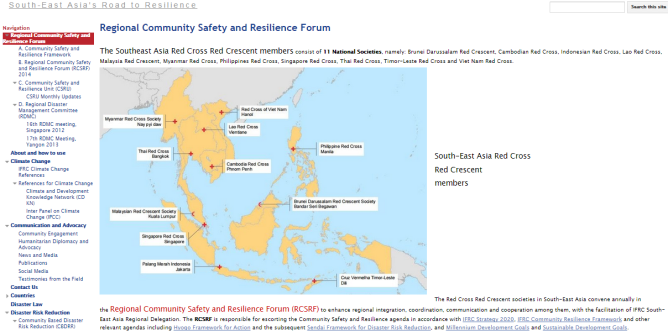 South-East Asia's Road to Resilience
Search this site
Navigation
Regional Community Safety and
Resilience Forum
A. Community Safety and
Resilience Framework
B. Regional Community Safety
and Resilience Forum (RCSRF)
2014
C. Community Safety and
Resilience Unit (CSRU)
CSRU Monthly Updates
D. Regional Disaster
Management Committee
(RDMC)
16th RDMC meeting,
Singapore 2012
17th RDMC Meeting,
Yangon 2013
About and how to use
Climate Change
IFRC Climate Change
References
References for Climate Change
Climate and Development
Knowledge Network (CD
KN)
Inter Panel on Climate
Change (IPCC)
Communication and Advocacy
Community Engagement
Humanitarian Diplomacy and
Advocacy
News and Media
Publications
Social Media
Testimonies from the Field
Contact Us
Countries
Disaster Law
Disaster Risk Reduction
Community Based Disaster
Risk Reduction (CBDRR)
Regional Community Safety and Resilience Forum
The Southeast Asia Red Cross Red Crescent members consist of 11 National Societies, namely: Brunei Darussalam Red Crescent, Cambodian Red Cross, Indonesian Red Cross, Lao Red Cross,
Malaysia Red Crescent, Myanmar Red Cross, Philippines Red Cross, Singapore Red Cross, Thai Red Cross, Timor-Leste Red Cross and Viet Nam Red Cross.
Red Cross of Viet Nam
Hanoi
Myanmar Red Cross Society
Nay pyi daw
Lao Red Cross
Vientiane
Thai Red Cross
Bangkok
Philippine Red Cross
Manila
Cambodia Red Cross
Phnom Penh
Brunei Darussalam Red Crescent Society
Bandar Seri Begawan
Malaysian Red Crescent Society
Kuala Lumpur
Singapore Red Cross
Singapore
Palang Merah Indonesia
Jakarta
Cruz Vermelha Timor-Leste
Dili
South-East Asia Red Cross
Red Crescent
members
The Red Cross Red Crescent societies in South-East Asia convene annually in
the Regional Community Safety and Resilience Forum (RCSRF) to enhance regional integration, coordination, communication and cooperation among them, with the facilitation of IFRC South-
East Asia Regional Delegation. The RCSRF is responsible for escorting the Community Safety and Resilience agenda in accordance with IFRC Strategy 2020, IFRC Community Resilience Framework and other
relevant agendas including Hyogo Framework for Action and the subsequent Sendai Framework for Disaster Risk Reduction, and Millennium Development Goals and Sustainable Development Goals.